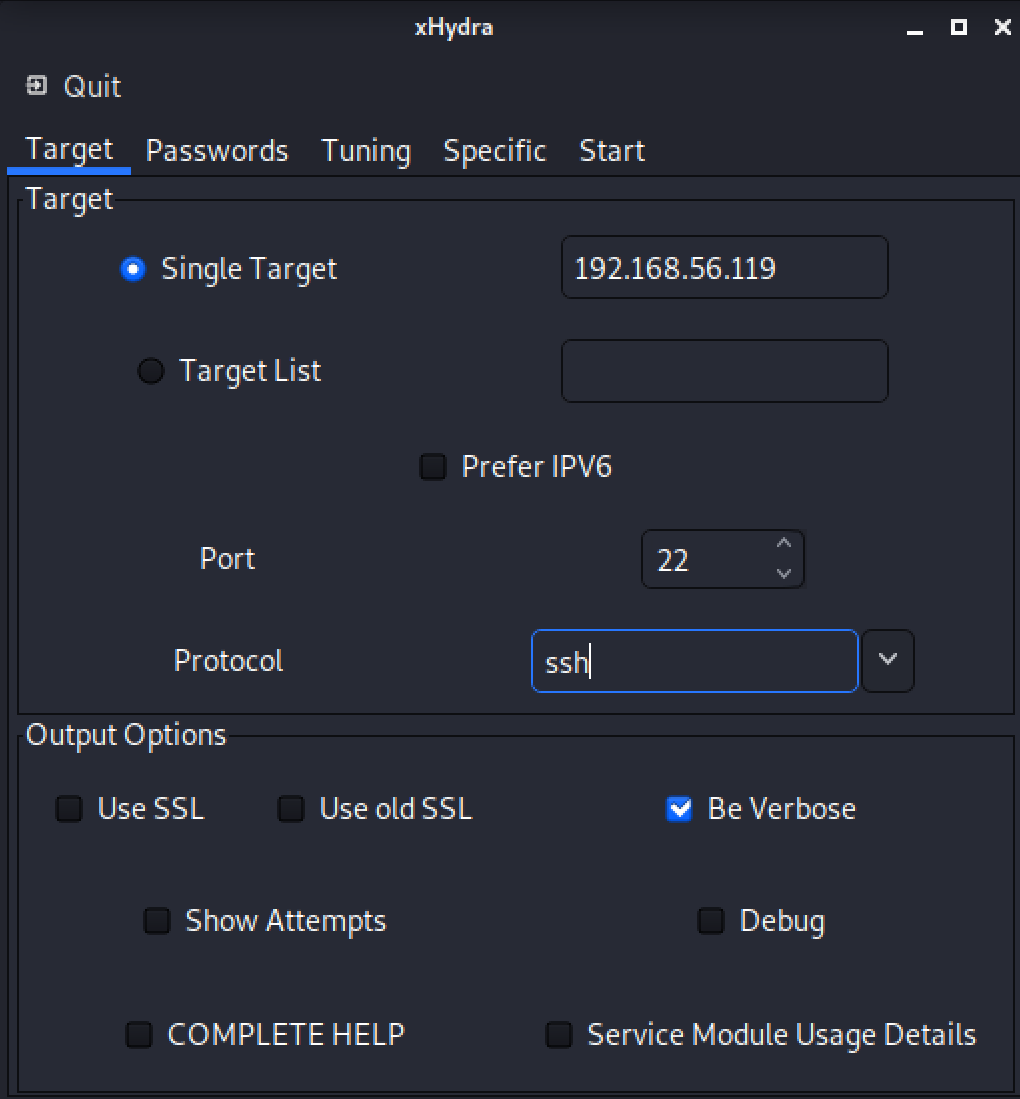 xHydra
Quit
Target Passwords Tuning Specific Start
Target
Single Target 192.168.56.119
Target List
Prefer IPV6
Port 22
Protocol ssh
Output Options
Use SSL Use old SSL Be Verbose
Show Attempts Debug
COMPLETE HELP Service Module Usage Details